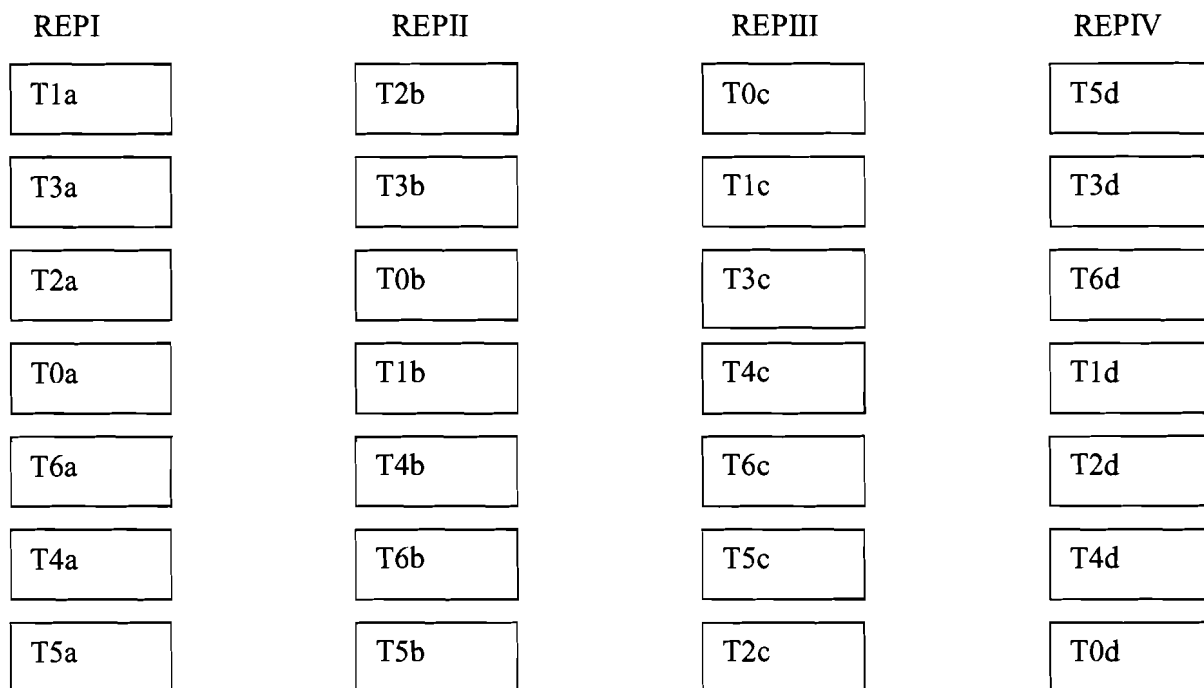 REPI REPII REPIII REPIV
T1a T2b T0c T5d
T3a T3b T1c T3d
T2a T0b T3c T6d
T0a T1b T4c T1d
T6a T4b T6c T2d
T4a T6b T5c T4d
T5a T5b T2c T0d